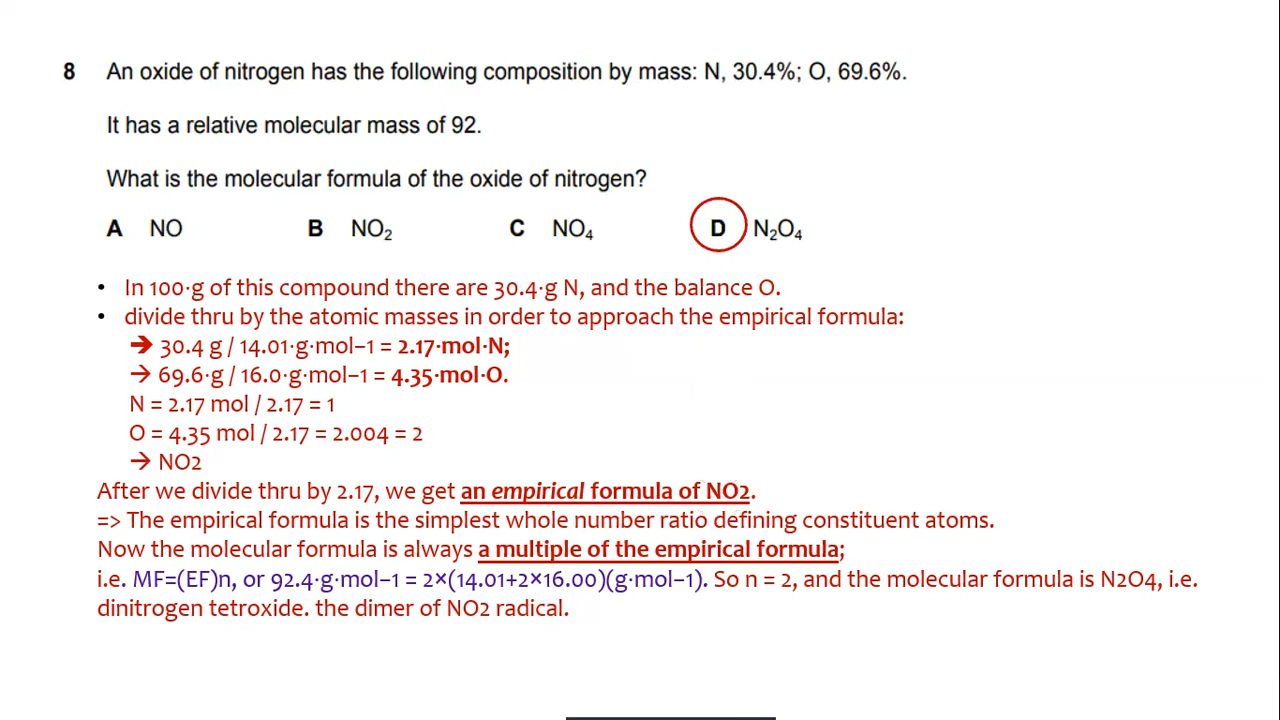 8 An oxide of nitrogen has the following composition by mass: N, 30.4%; O, 69.6%.
It has a relative molecular mass of 92.
What is the molecular formula of the oxide of nitrogen?
A NO B NO₂ C NO₄ D N₂O₄
• In 100·g of this compound there are 30.4·g N, and the balance O.
• divide thru by the atomic masses in order to approach the empirical formula:
→ 30.4 g / 14.01·g·mol−1 = 2.17·mol·N;
→ 69.6·g / 16.0·g·mol−1 = 4.35·mol·O.
N = 2.17 mol / 2.17 = 1
O = 4.35 mol / 2.17 = 2.004 = 2
→ NO2
After we divide thru by 2.17, we get an empirical formula of NO2.
=> The empirical formula is the simplest whole number ratio defining constituent atoms.
Now the molecular formula is always a multiple of the empirical formula;
i.e. MF=(EF)n, or 92.4·g·mol−1 = 2×(14.01+2×16.00)(g·mol−1). So n = 2, and the molecular formula is N2O4, i.e.
dinitrogen tetroxide. the dimer of NO2 radical.